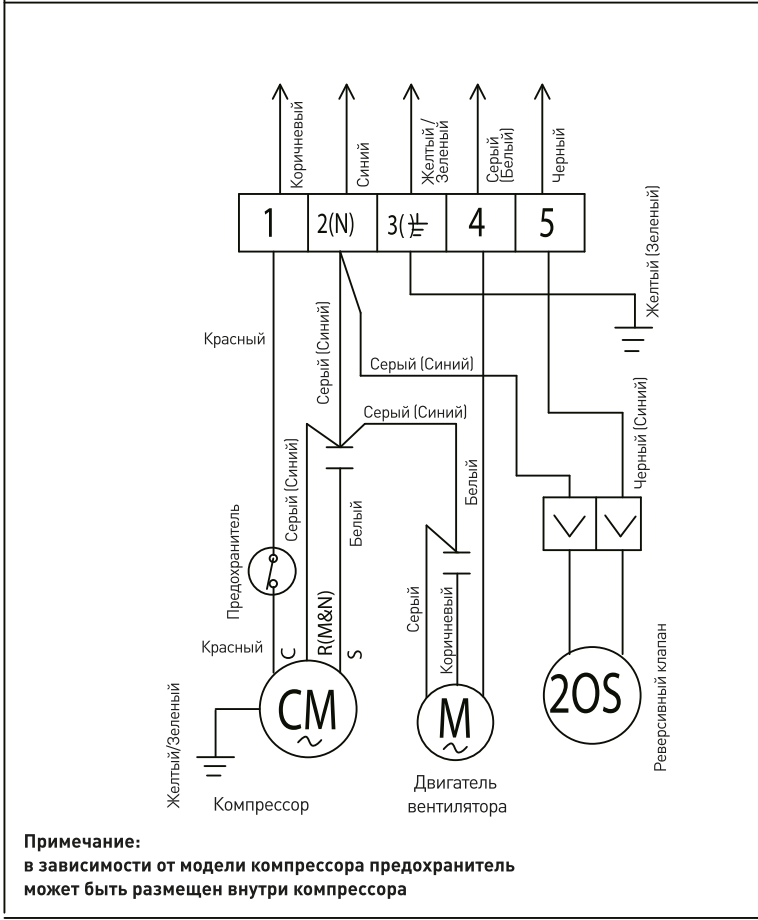 Коричневый
Синий
Желтый /
Зеленый
Серый
(Белый)
Черный
1
2(N)
3(⏚)
4
5
Желтый (Зеленый)
Красный
Серый (Синий)
Серый (Синий)
Серый (Синий)
Черный (Синий)
Серый (Синий)
Белый
Белый
Предохранитель
Серый
Коричневый
Красный
C
R(M&N)
S
CM
M
2OS
Реверсивный клапан
Желтый/Зеленый
Компрессор
Двигатель
вентилятора
Примечание:
в зависимости от модели компрессора предохранитель
может быть размещен внутри компрессора